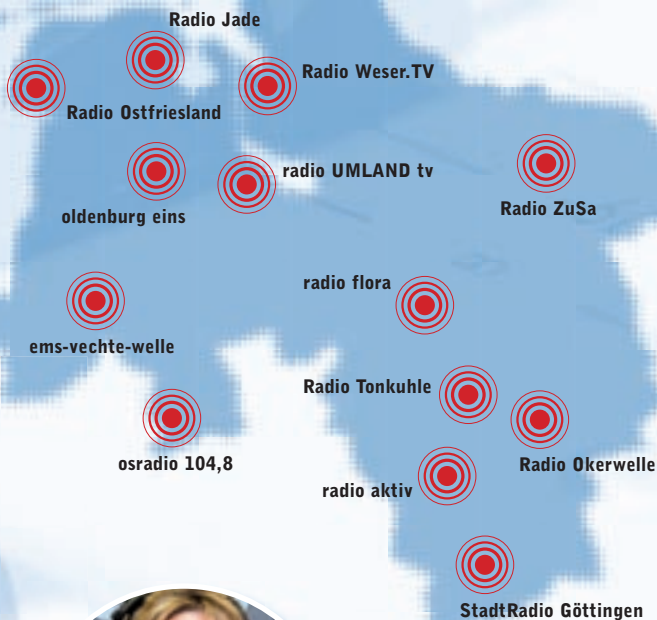 Radio Jade
Radio Weser.TV
Radio Ostfriesland
radio UMLAND tv
Radio ZuSa
oldenburg eins
radio flora
ems-vechte-welle
Radio Tonkuhle
osradio 104,8
Radio Okerwelle
radio aktiv
StadtRadio Göttingen